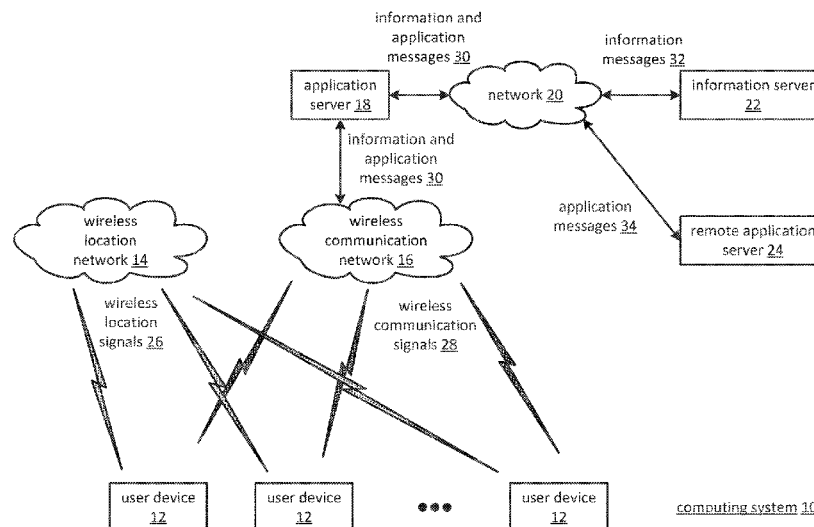 information and
application
messages 30
information
messages 32
application
server 18
network 20
information server
22
information and
application
messages 30
application
messages 34
remote application
server 24
wireless
location
network 14
wireless
communication
network 16
wireless
location
signals 26
wireless
communication
signals 28
user device
12
user device
12
user device
12
computing system 10